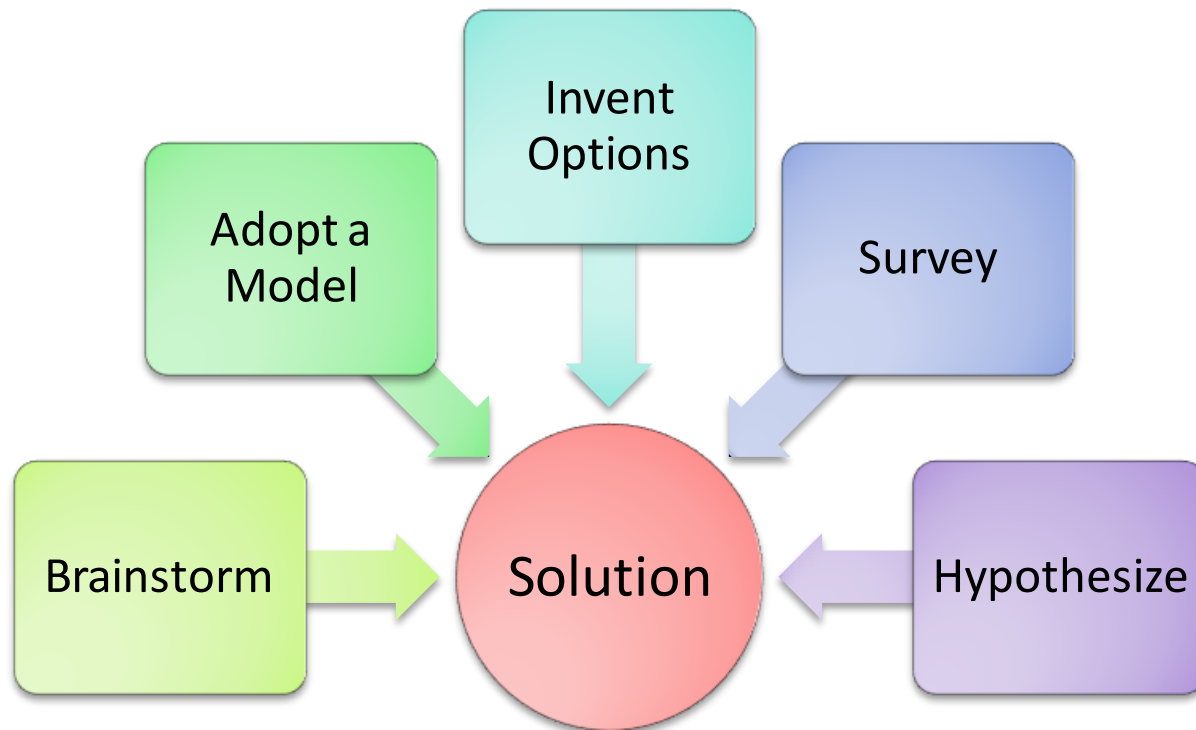 Invent
Options
Adopt a
Model
Survey
Brainstorm
Solution
Hypothesize